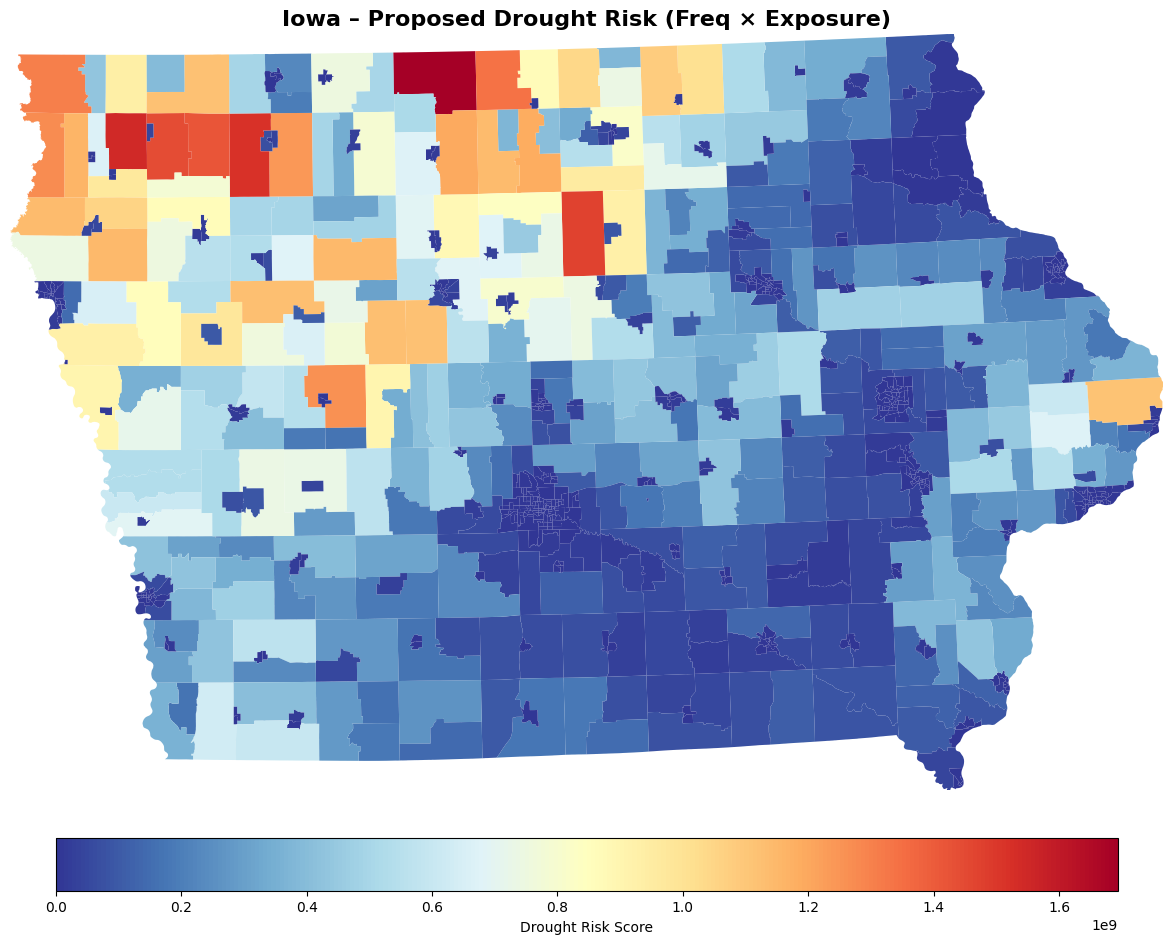 Iowa – Proposed Drought Risk (Freq × Exposure)
0.0 0.2 0.4 0.6 0.8 1.0 1.2 1.4 1.6
1e9
Drought Risk Score